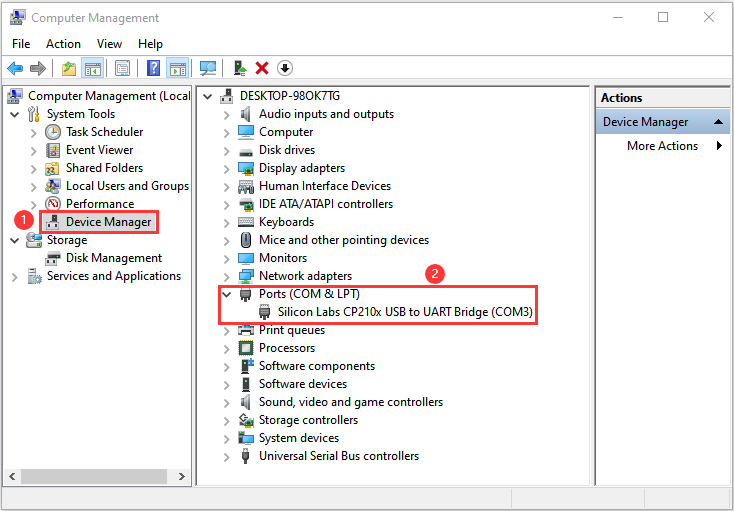 Computer Management
File Action View Help
Computer Management (Local
System Tools
Task Scheduler
Event Viewer
Shared Folders
Local Users and Groups
Performance
1
Device Manager
Storage
Disk Management
Services and Applications
DESKTOP-98OK7TG
Audio inputs and outputs
Computer
Disk drives
Display adapters
Human Interface Devices
IDE ATA/ATAPI controllers
Keyboards
Mice and other pointing devices
Monitors
Network adapters
2
Ports (COM & LPT)
Silicon Labs CP210x USB to UART Bridge (COM3)
Print queues
Processors
Software components
Software devices
Sound, video and game controllers
Storage controllers
System devices
Universal Serial Bus controllers
Actions
Device Manager
More Actions